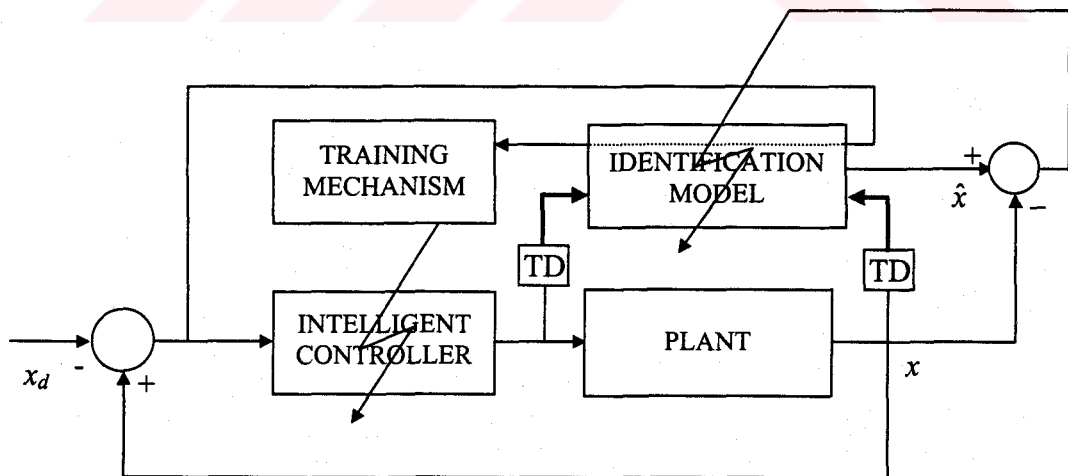 TRAINING
MECHANISM
IDENTIFICATION
MODEL
+
x̂
−
TD
TD
INTELLIGENT
CONTROLLER
PLANT
x_d
-
+
x